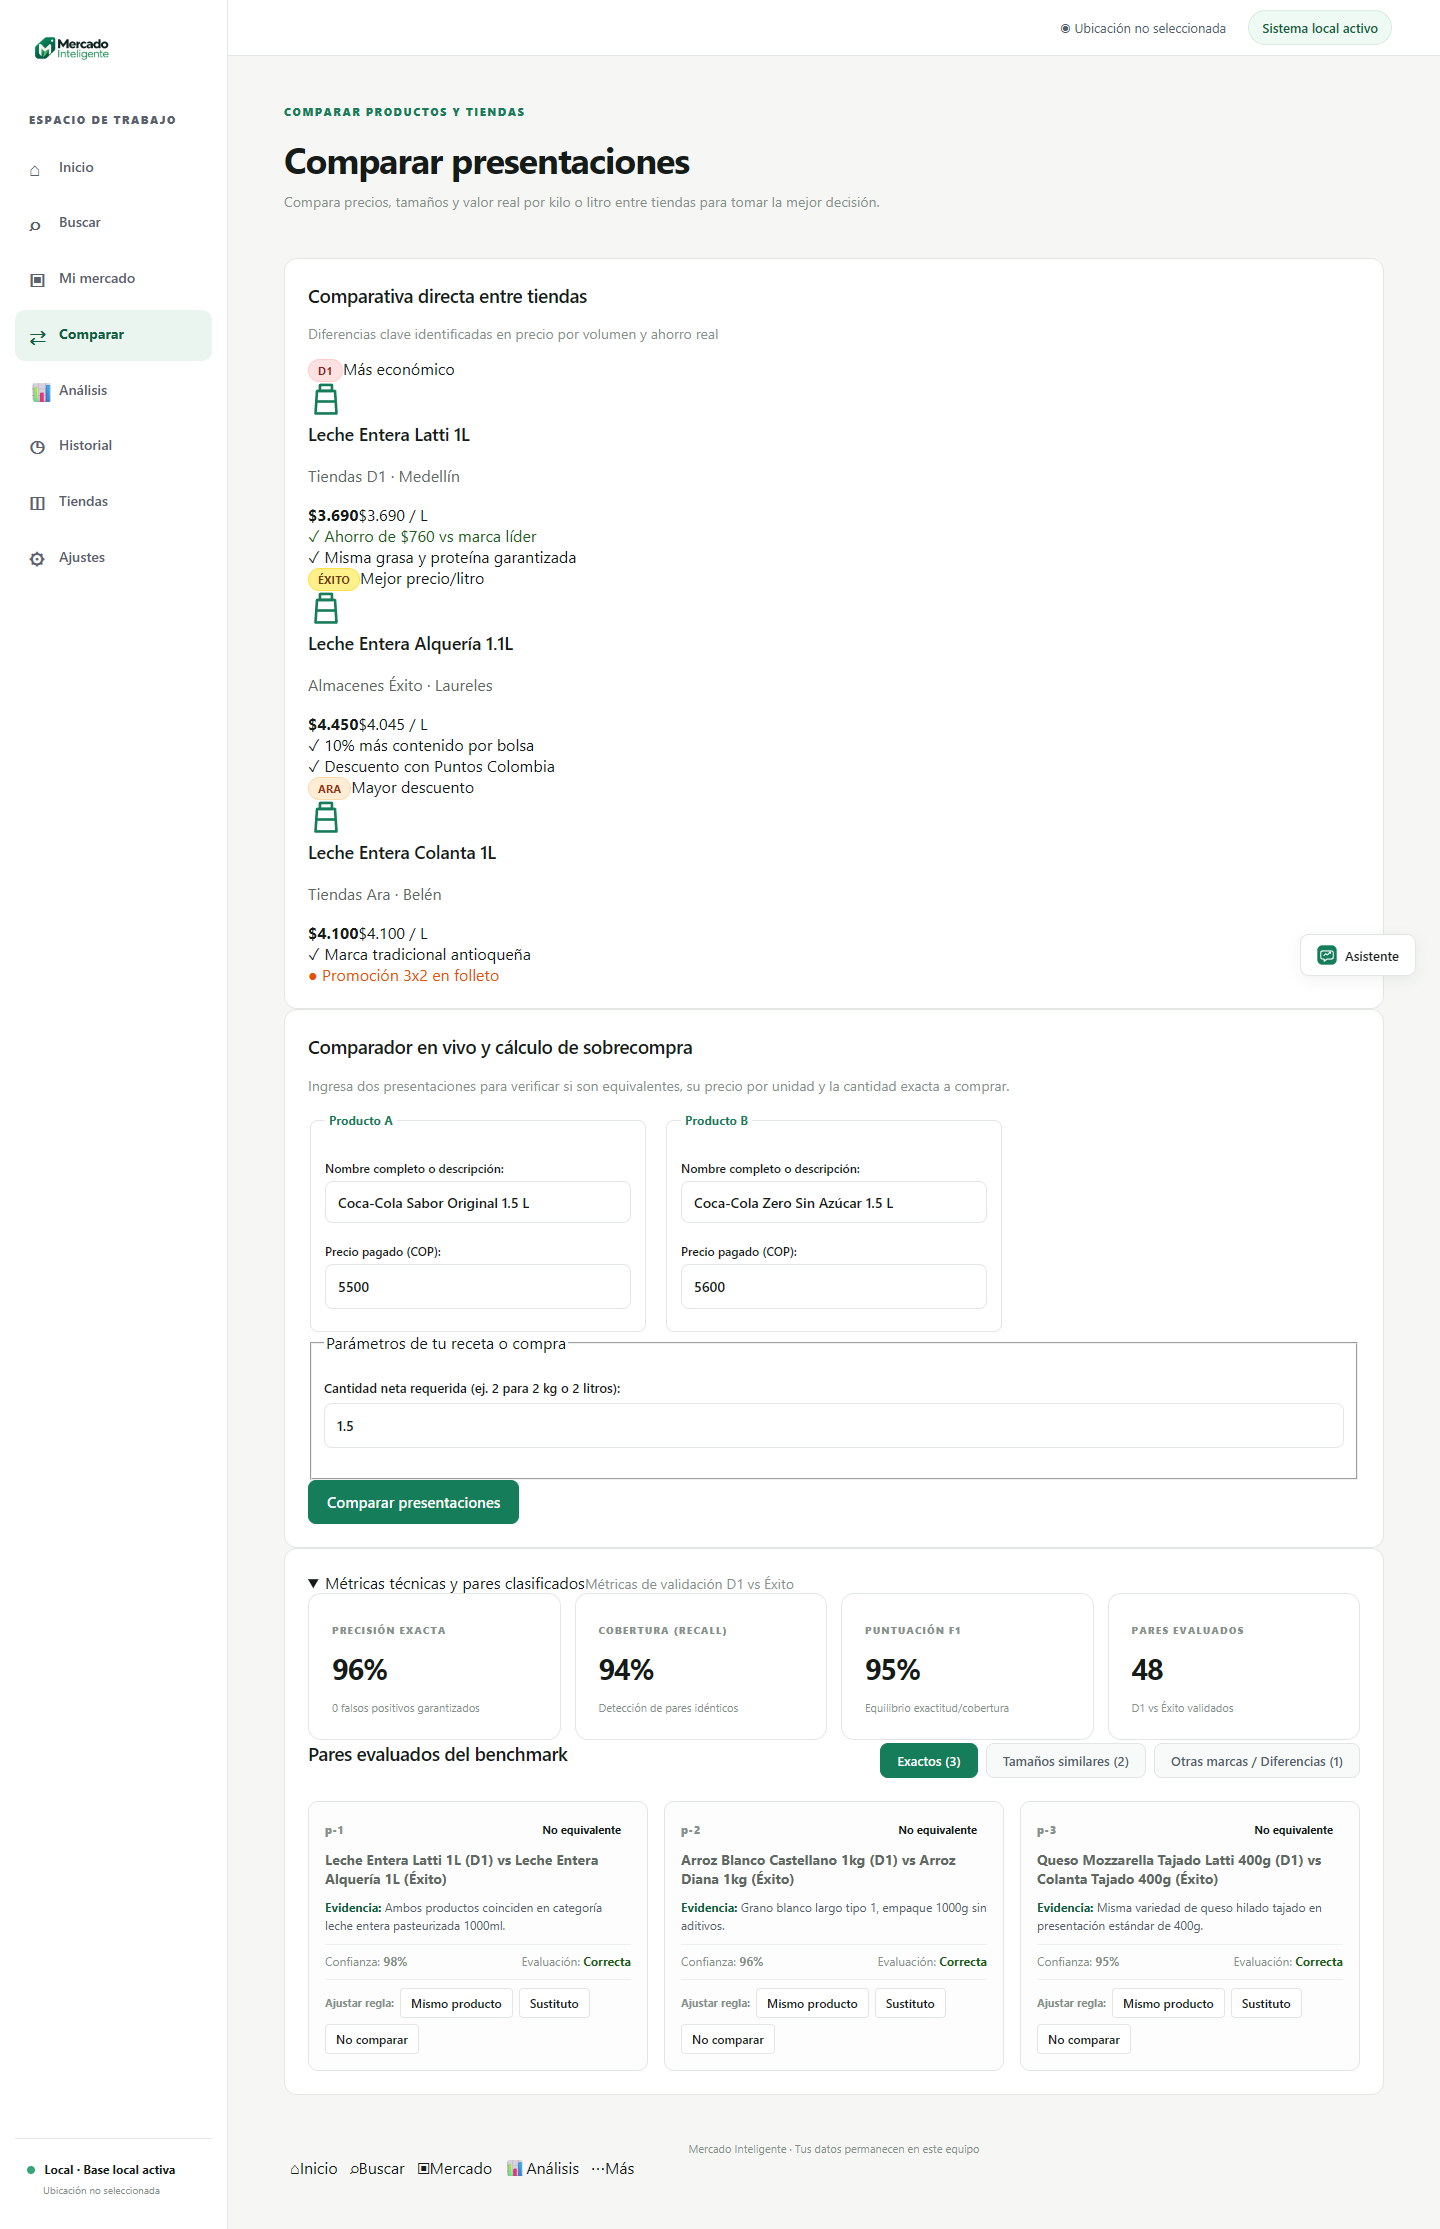 Mercado
Inteligente
Ubicación no seleccionada
Sistema local activo
ESPACIO DE TRABAJO
Inicio
Buscar
Mi mercado
Comparar
Análisis
Historial
Tiendas
Ajustes
COMPARAR PRODUCTOS Y TIENDAS
Comparar presentaciones
Compara precios, tamaños y valor real por kilo o litro entre tiendas para tomar la mejor decisión.
Comparativa directa entre tiendas
Diferencias clave identificadas en precio por volumen y ahorro real
D1 Más económico
Leche Entera Latti 1L
Tiendas D1 · Medellín
$3.690$3.690 / L
✓ Ahorro de $760 vs marca líder
✓ Misma grasa y proteína garantizada
ÉXITO Mejor precio/litro
Leche Entera Alquería 1.1L
Almacenes Éxito · Laureles
$4.450$4.045 / L
✓ 10% más contenido por bolsa
✓ Descuento con Puntos Colombia
ARA Mayor descuento
Leche Entera Colanta 1L
Tiendas Ara · Belén
$4.100$4.100 / L
✓ Marca tradicional antioqueña
● Promoción 3x2 en folleto
Asistente
Comparador en vivo y cálculo de sobrecompra
Ingresa dos presentaciones para verificar si son equivalentes, su precio por unidad y la cantidad exacta a comprar.
Producto A
Nombre completo o descripción:
Coca-Cola Sabor Original 1.5 L
Precio pagado (COP):
5500
Producto B
Nombre completo o descripción:
Coca-Cola Zero Sin Azúcar 1.5 L
Precio pagado (COP):
5600
Parámetros de tu receta o compra
Cantidad neta requerida (ej. 2 para 2 kg o 2 litros):
1.5
Comparar presentaciones
▼ Métricas técnicas y pares clasificadosMétricas de validación D1 vs Éxito
PRECISIÓN EXACTA
96%
0 falsos positivos garantizados
COBERTURA (RECALL)
94%
Detección de pares idénticos
PUNTUACIÓN F1
95%
Equilibrio exactitud/cobertura
PARES EVALUADOS
48
D1 vs Éxito validados
Pares evaluados del benchmark
Exactos (3)
Tamaños similares (2)
Otras marcas / Diferencias (1)
p-1 No equivalente
Leche Entera Latti 1L (D1) vs Leche Entera
Alquería 1L (Éxito)
Evidencia: Ambos productos coinciden en categoría
leche entera pasteurizada 1000ml.
Confianza: 98% Evaluación: Correcta
Ajustar regla: Mismo producto Sustituto
No comparar
p-2 No equivalente
Arroz Blanco Castellano 1kg (D1) vs Arroz
Diana 1kg (Éxito)
Evidencia: Grano blanco largo tipo 1, empaque 1000g sin
aditivos.
Confianza: 96% Evaluación: Correcta
Ajustar regla: Mismo producto Sustituto
No comparar
p-3 No equivalente
Queso Mozzarella Tajado Latti 400g (D1) vs
Colanta Tajado 400g (Éxito)
Evidencia: Misma variedad de queso hilado tajado en
presentación estándar de 400g.
Confianza: 95% Evaluación: Correcta
Ajustar regla: Mismo producto Sustituto
No comparar
Mercado Inteligente · Tus datos permanecen en este equipo
Inicio Buscar Mercado Análisis ···Más
Local · Base local activa
Ubicación no seleccionada